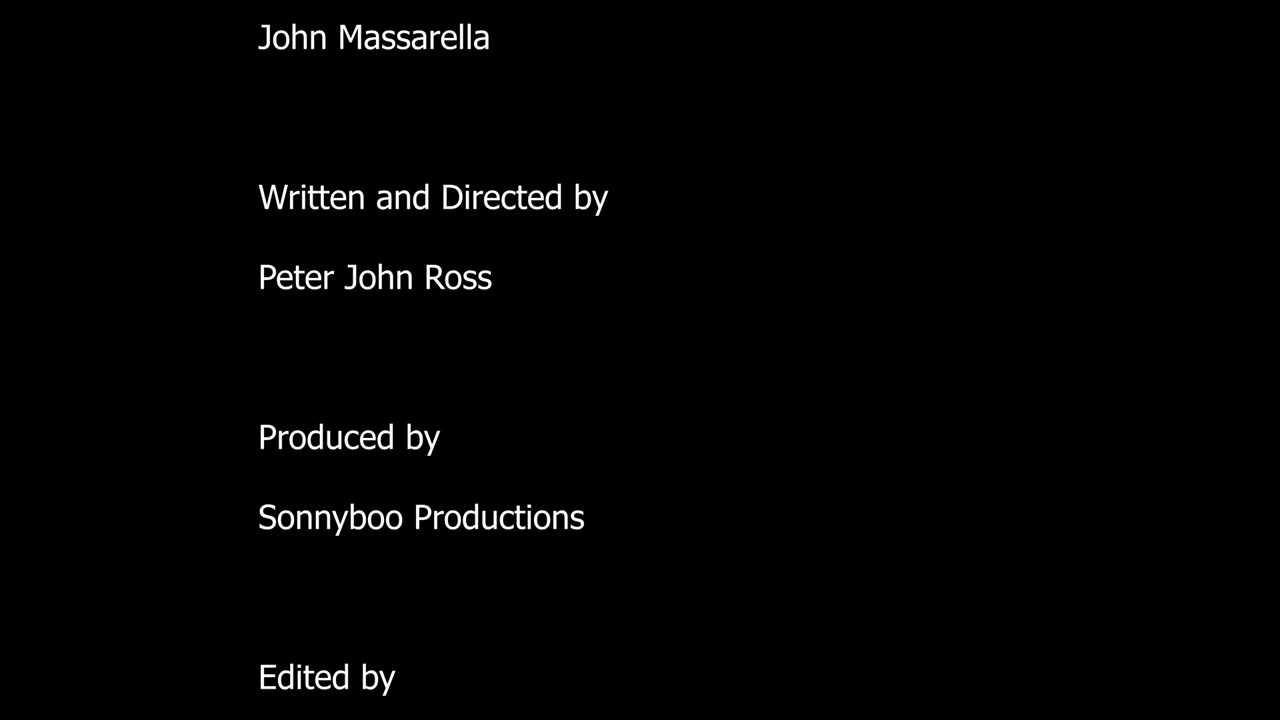 John Massarella
Written and Directed by
Peter John Ross
Produced by
Sonnyboo Productions
Edited by